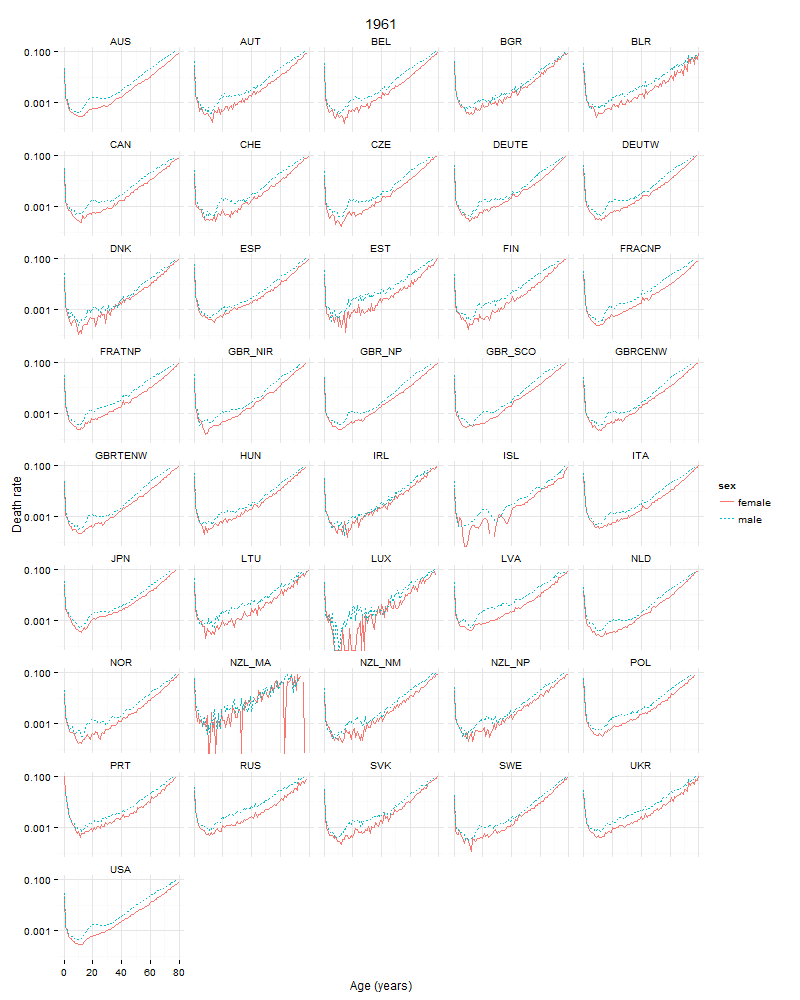 1961
AUS AUT BEL BGR BLR
0.100
0.001
CAN CHE CZE DEUTE DEUTW
0.100
0.001
DNK ESP EST FIN FRACNP
0.100
0.001
FRATNP GBR_NIR GBR_NP GBR_SCO GBRCENW
0.100
0.001
GBRTENW HUN IRL ISL ITA
0.100
0.001
Death rate
sex
female
male
JPN LTU LUX LVA NLD
0.100
0.001
NOR NZL_MA NZL_NM NZL_NP POL
0.100
0.001
PRT RUS SVK SWE UKR
0.100
0.001
USA
0.100
0.001
0 20 40 60 80
Age (years)